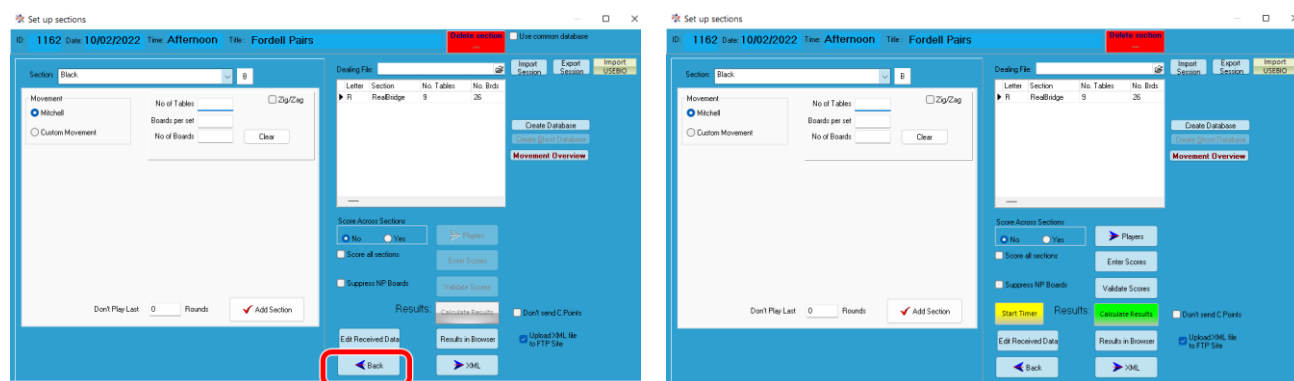 Set up sections
ID: 1162 Date: 10/02/2022 Time: Afternoon Title: Fordell Pairs
Delete section
...
Use common database
Section: Black B
Dealing File:
Import Session
Export Session
Import USEBIO
Movement
Mitchell
Custom Movement
No of Tables
Boards per set
No of Boards
Zig/Zag
Clear
Letter Section No. Tables No. Brds
R RealBridge 9 26
Create Database
Create Ghost Database
Movement Overview
Score Across Sections
No Yes
Score all sections
Suppress NP Boards
Players
Enter Scores
Validate Scores
Don't Play Last 0 Rounds
Add Section
Results: Calculate Results
Don't send C Points
Edit Received Data
Results in Browser
Upload XML file
to FTP Site
Back
XML
Set up sections
ID: 1162 Date: 10/02/2022 Time: Afternoon Title: Fordell Pairs
Delete section
...
Section: Black B
Dealing File:
Import Session
Export Session
Import USEBIO
Movement
Mitchell
Custom Movement
No of Tables
Boards per set
No of Boards
Zig/Zag
Clear
Letter Section No. Tables No. Brds
R RealBridge 9 26
Create Database
Create Ghost Database
Movement Overview
Score Across Sections
No Yes
Score all sections
Suppress NP Boards
Players
Enter Scores
Validate Scores
Don't Play Last 0 Rounds
Add Section
Start Timer
Results: Calculate Results
Don't send C Points
Edit Received Data
Results in Browser
Upload XML file
to FTP Site
Back
XML